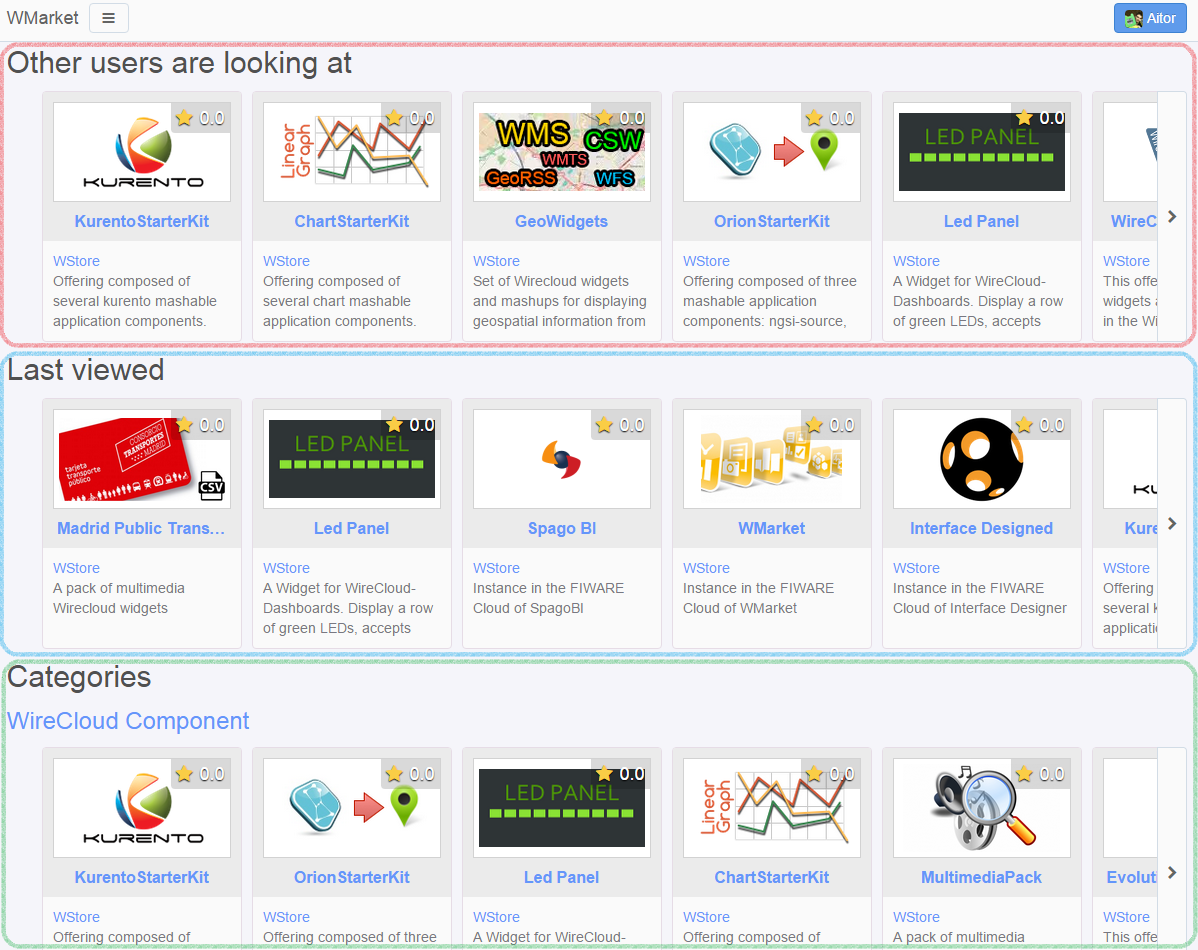 WMarket
Aitor
Other users are looking at
0.0
KURENTO
KurentoStarterKit
WStore
Offering composed of
several kurento mashable
application components.
0.0
Linear
Graph
ChartStarterKit
WStore
Offering composed of
several chart mashable
application components.
0.0
WMS
CSW
WMTS
GeoRSS
WFS
GeoWidgets
WStore
Set of Wirecloud widgets
and mashups for displaying
geospatial information from
0.0
OrionStarterKit
WStore
Offering composed of three
mashable application
components: ngsi-source,
0.0
LED PANEL
Led Panel
WStore
A Widget for WireCloud-
Dashboards. Display a row
of green LEDs, accepts
WireC
WStore
This offe
widgets a
in the Wi
Last viewed
0.0
CONSORCIO
TRANSPORTES
MADRID
tarjeta
transporte
público
CSV
Madrid Public Trans...
WStore
A pack of multimedia
Wirecloud widgets
0.0
LED PANEL
Led Panel
WStore
A Widget for WireCloud-
Dashboards. Display a row
of green LEDs, accepts
0.0
Spago BI
WStore
Instance in the FIWARE
Cloud of SpagoBI
0.0
WMarket
WStore
Instance in the FIWARE
Cloud of WMarket
0.0
Interface Designed
WStore
Instance in the FIWARE
Cloud of Interface Designer
KU
Kure
WStore
Offering
several k
applicatio
Categories
WireCloud Component
0.0
KURENTO
KurentoStarterKit
WStore
Offering composed of
0.0
OrionStarterKit
WStore
Offering composed of three
0.0
LED PANEL
Led Panel
WStore
A Widget for WireCloud-
0.0
Linear
Graph
ChartStarterKit
WStore
Offering composed of
0.0
MultimediaPack
WStore
A pack of multimedia
Evoluti
WStore
This offe